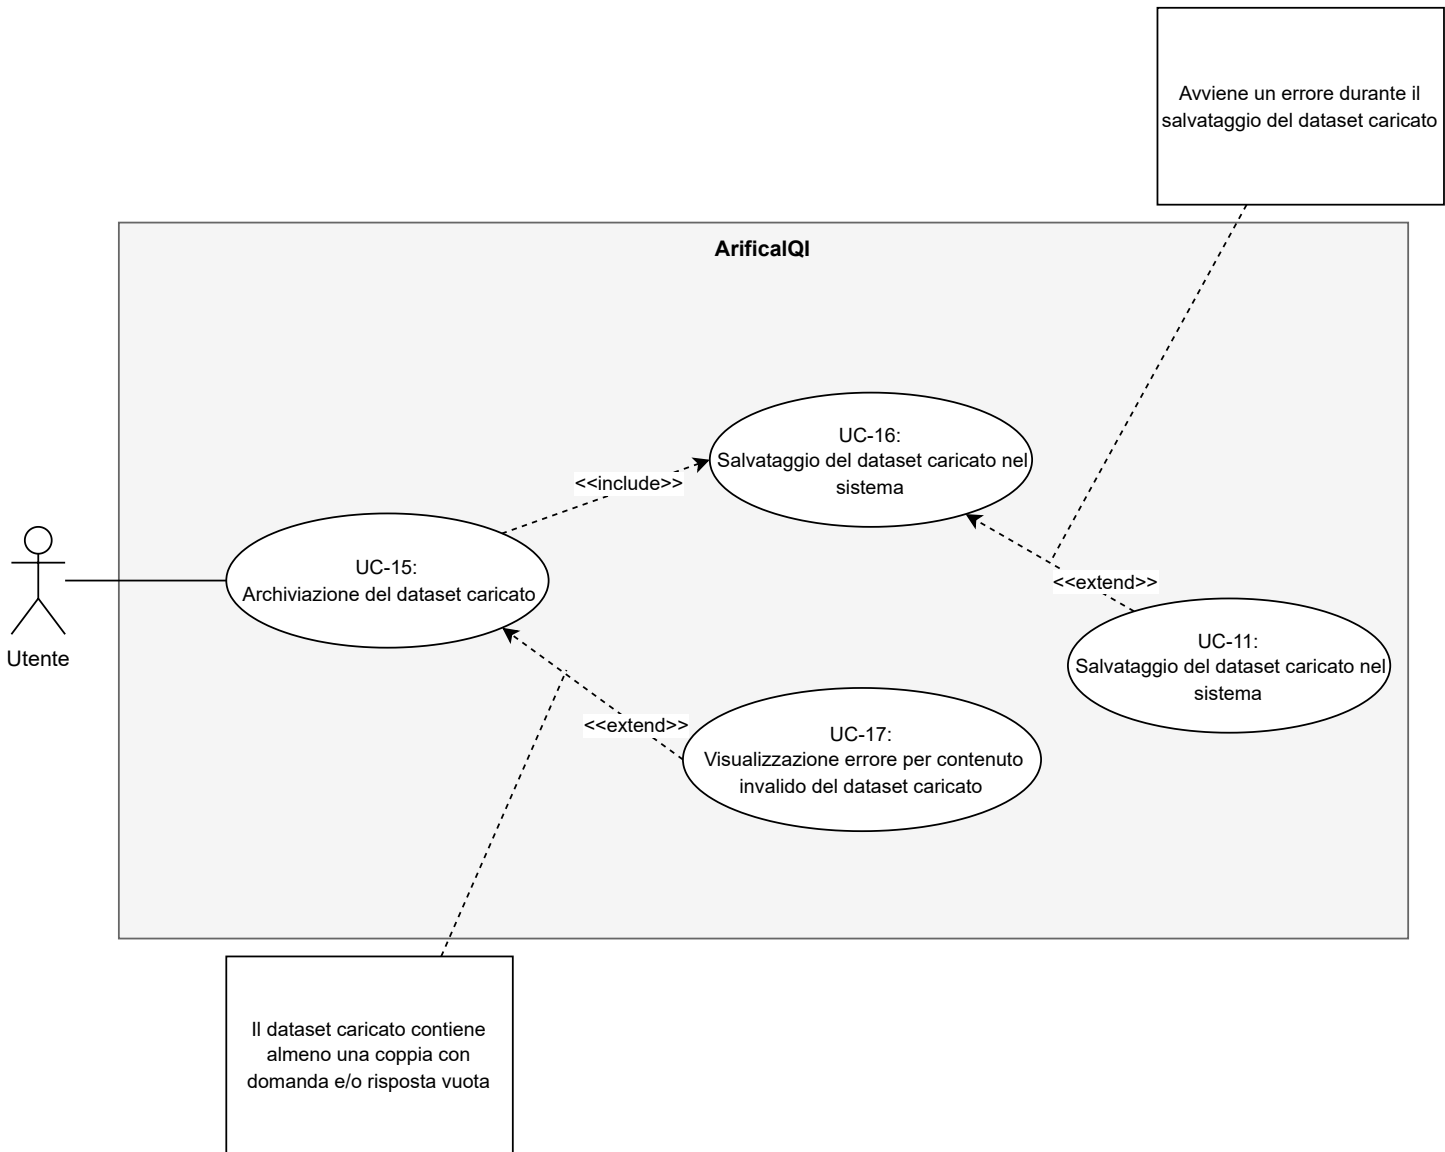 Avviene un errore durante il
salvataggio del dataset caricato
ArificalQI
UC-16:
Salvataggio del dataset caricato nel
sistema
<<include>>
UC-15:
Archiviazione del dataset caricato
<<extend>>
UC-11:
Salvataggio del dataset caricato nel
sistema
Utente
<<extend>>
UC-17:
Visualizzazione errore per contenuto
invalido del dataset caricato
Il dataset caricato contiene
almeno una coppia con
domanda e/o risposta vuota